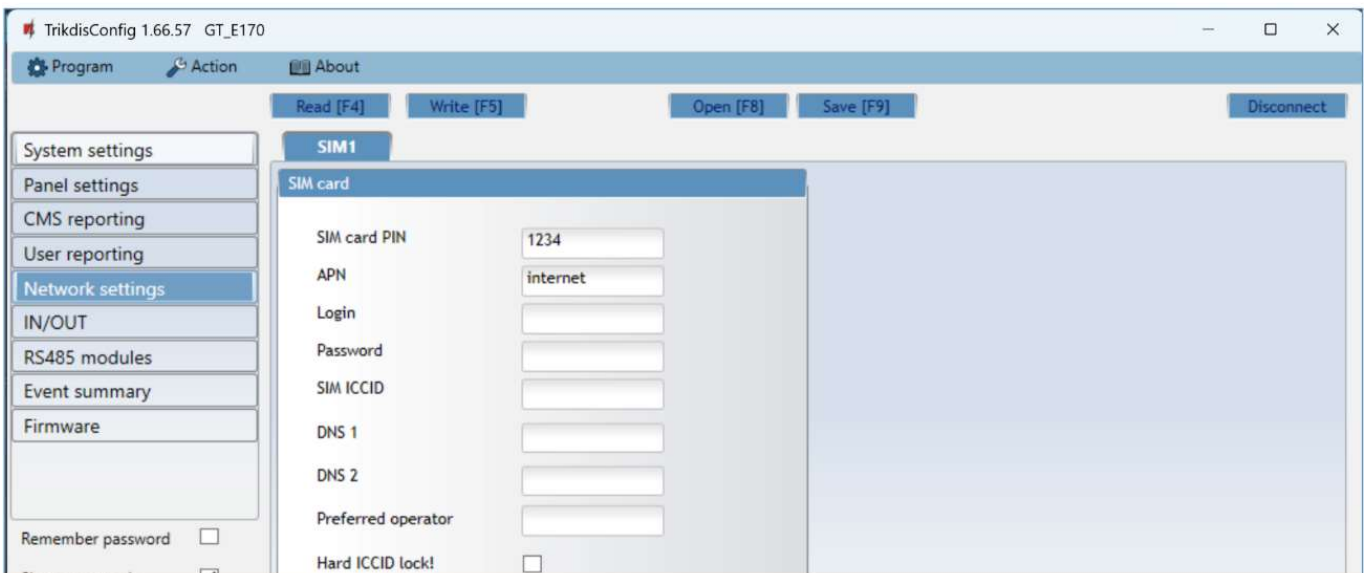 TrikdisConfig 1.66.57 GT_E170
Program Action About
Read [F4] Write [F5] Open [F8] Save [F9] Disconnect
SIM1
System settings
Panel settings
CMS reporting
User reporting
Network settings
IN/OUT
RS485 modules
Event summary
Firmware
Remember password
SIM card
SIM card PIN 1234
APN internet
Login
Password
SIM ICCID
DNS 1
DNS 2
Preferred operator
Hard ICCID lock!